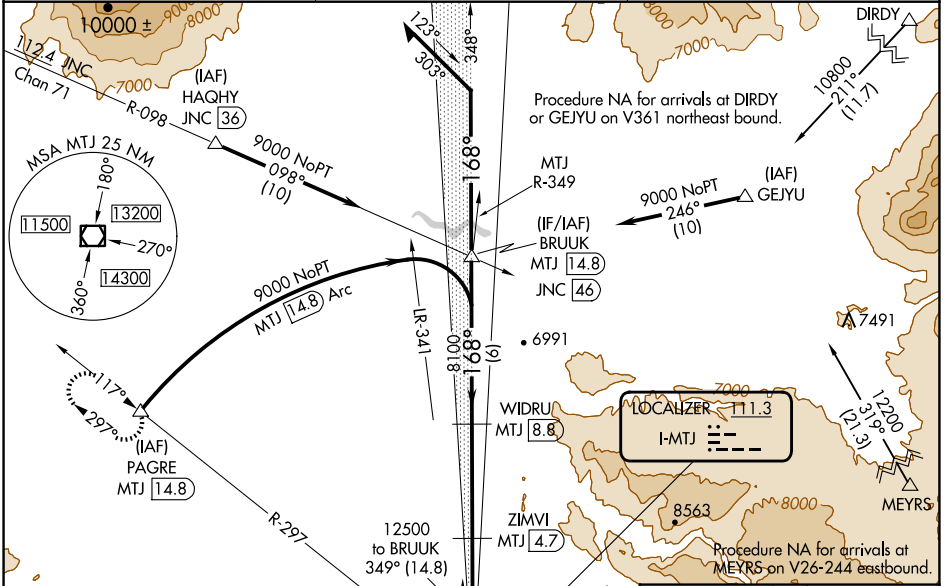 10000 ±
7000
112.4 JNC
Chan 71
R-098
(IAF)
HAQHY
JNC 36
9000 NoPT
098°
(10)
123°
303°
348°
7000
DIRDY
10800
211°
(11.7)
Procedure NA for arrivals at DIRDY
or GEJYU on V361 northeast bound.
168°
MTJ
R-349
(IF/IAF)
BRUUK
MTJ 14.8
JNC 46
9000 NoPT
246°
(10)
(IAF)
GEJYU
MSA MTJ 25 NM
180°
11500
13200
270°
14300
360°
9000 NoPT
MTJ 14.8 Arc
LR-341
8100
168°
(6)
6991
7491
12200
319°
(21.3)
MEYRS
117°
297°
(IAF)
PAGRE
MTJ 14.8
R-297
WIDRU
MTJ 8.8
7000
LOCALIZER 111.3
I-MTJ
8563
8000
ZIMVI
MTJ 4.7
12500
to BRUUK
349° (14.8)
Procedure NA for arrivals at
MEYRS on V26-244 eastbound.